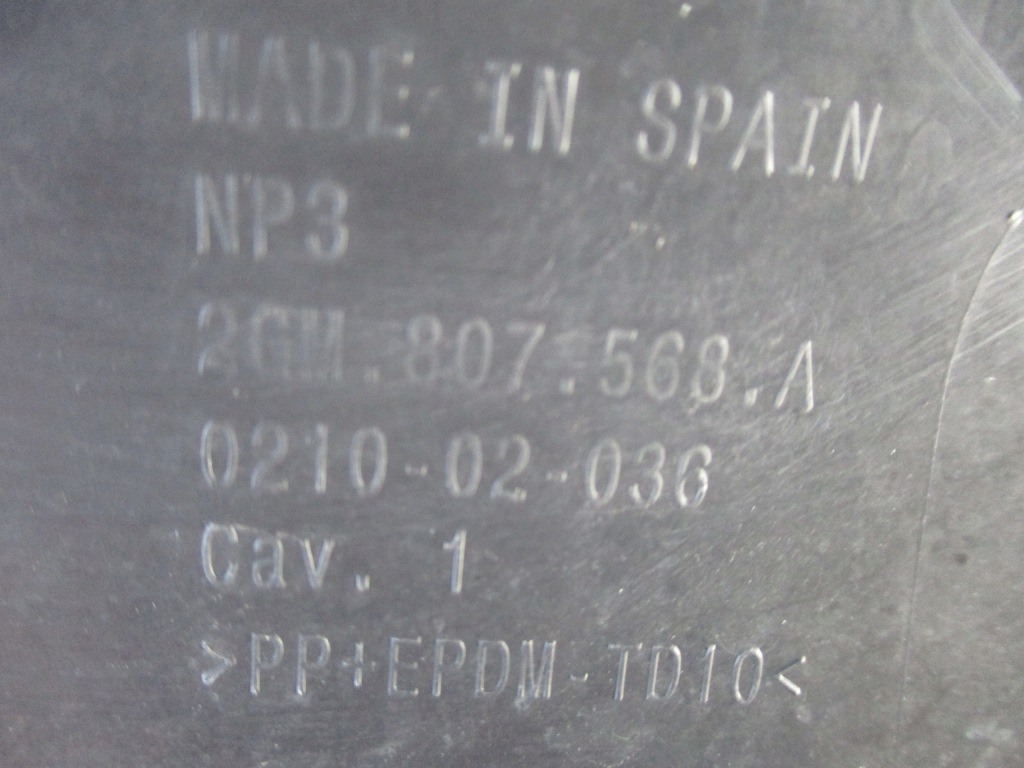 MADE IN SPAIN
NP3
2GM.807.568.A
0210-02-036
Cav. 1
>PP+EPDM-TD10<